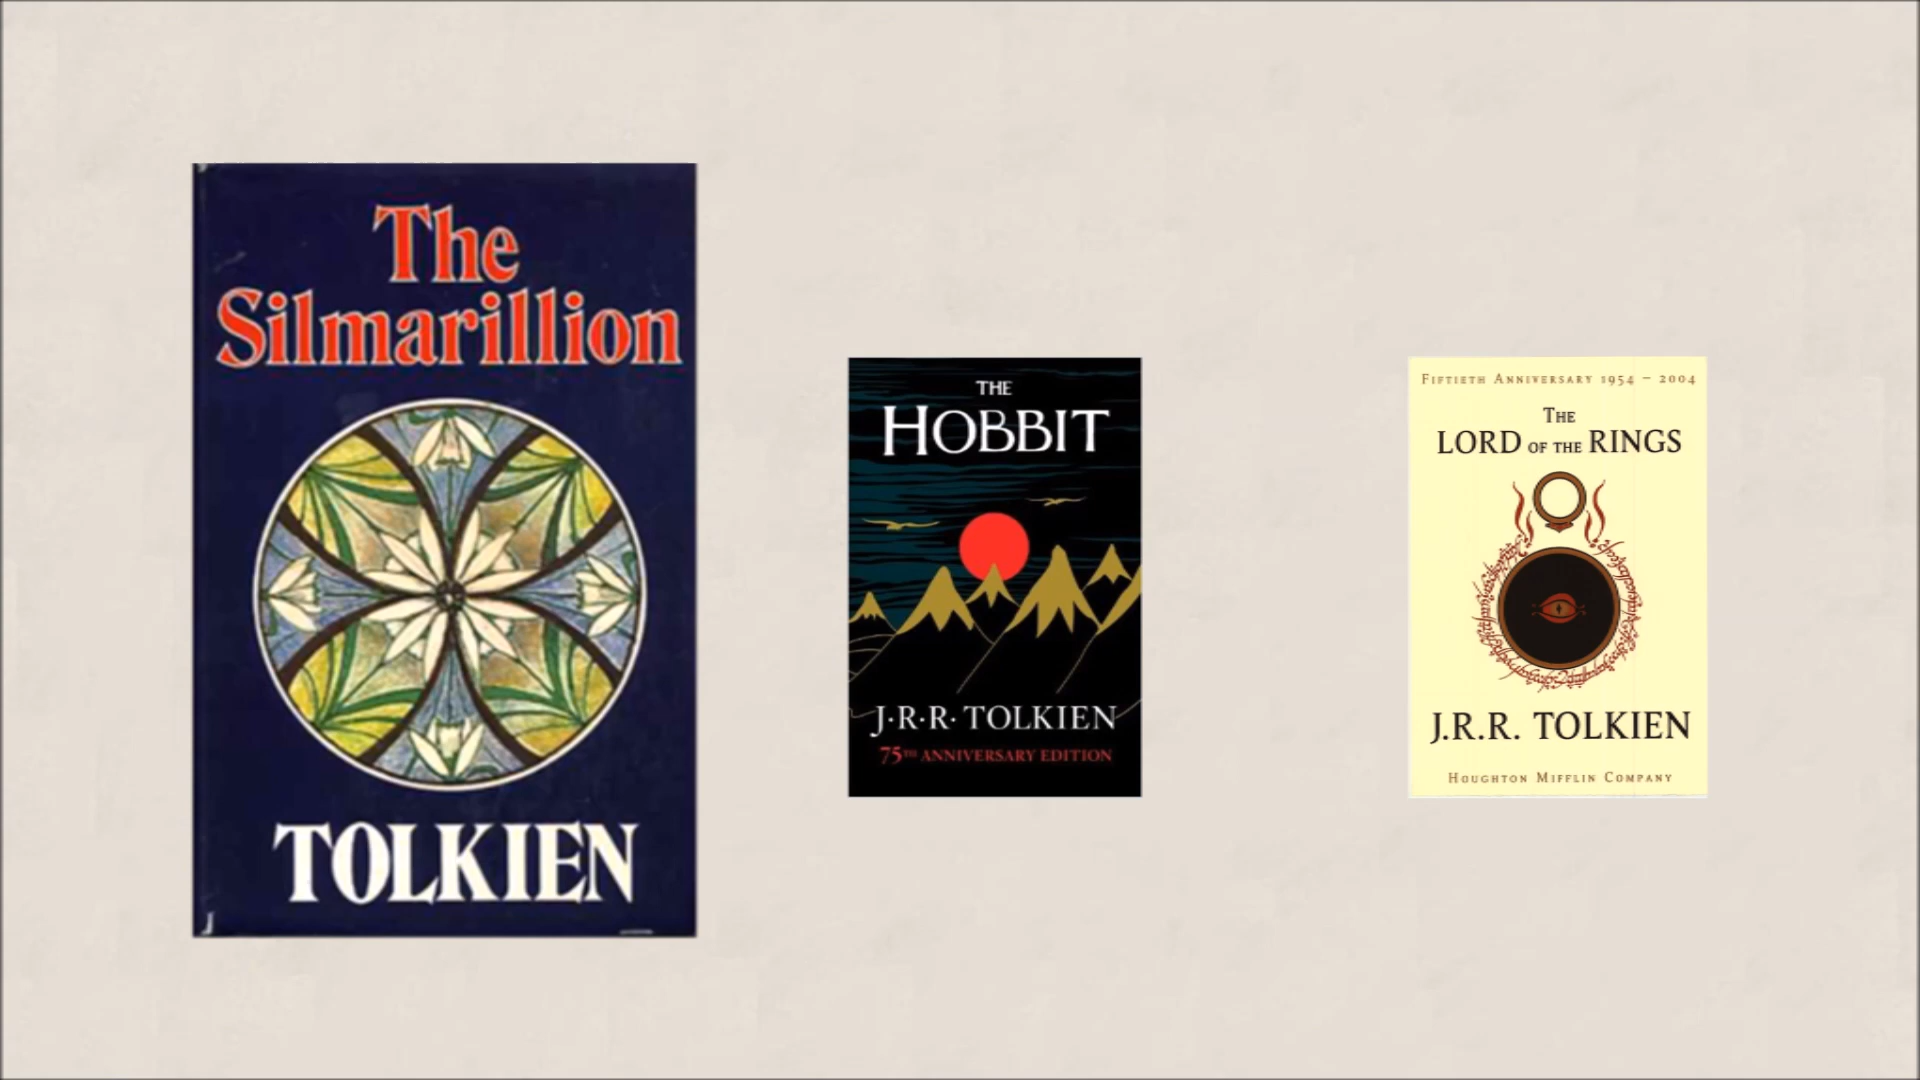 The
Silmarillion
TOLKIEN
THE
HOBBIT
J·R·R· TOLKIEN
75TH ANNIVERSARY EDITION
FIFTIETH ANNIVERSARY 1954 – 2004
THE
LORD OF THE RINGS
J.R.R. TOLKIEN
HOUGHTON MIFFLIN COMPANY